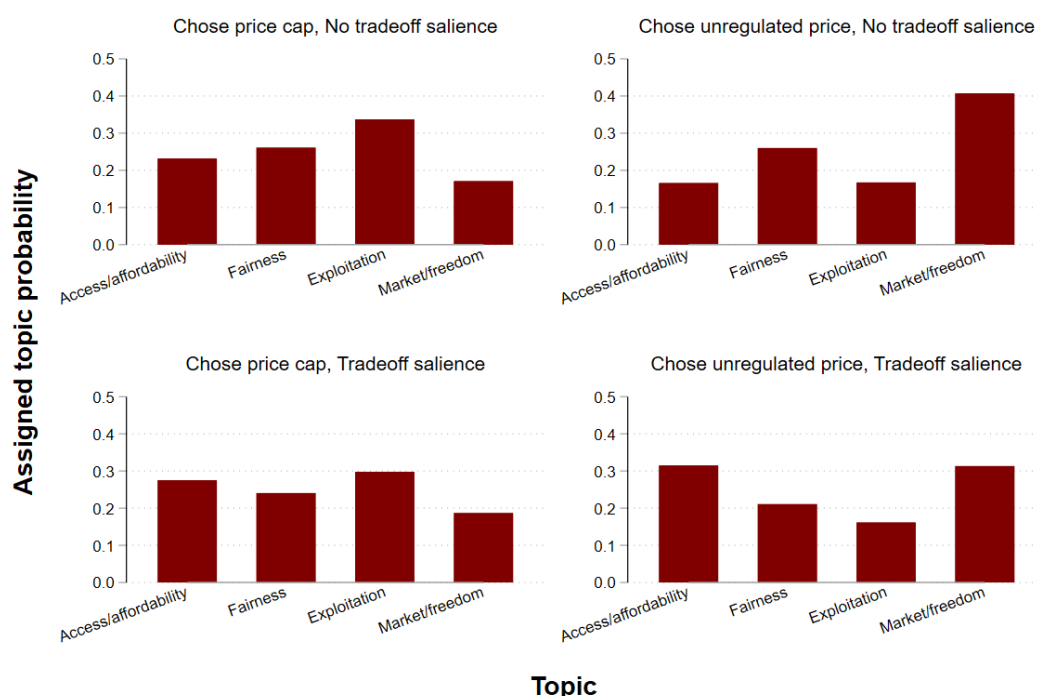 Chose price cap, No tradeoff salience
0.5
0.4
0.3
0.2
0.1
0.0
Access/affordability
Fairness
Exploitation
Market/freedom
Chose unregulated price, No tradeoff salience
0.5
0.4
0.3
0.2
0.1
0.0
Access/affordability
Fairness
Exploitation
Market/freedom
Assigned topic probability
Chose price cap, Tradeoff salience
0.5
0.4
0.3
0.2
0.1
0.0
Access/affordability
Fairness
Exploitation
Market/freedom
Chose unregulated price, Tradeoff salience
0.5
0.4
0.3
0.2
0.1
0.0
Access/affordability
Fairness
Exploitation
Market/freedom
Topic